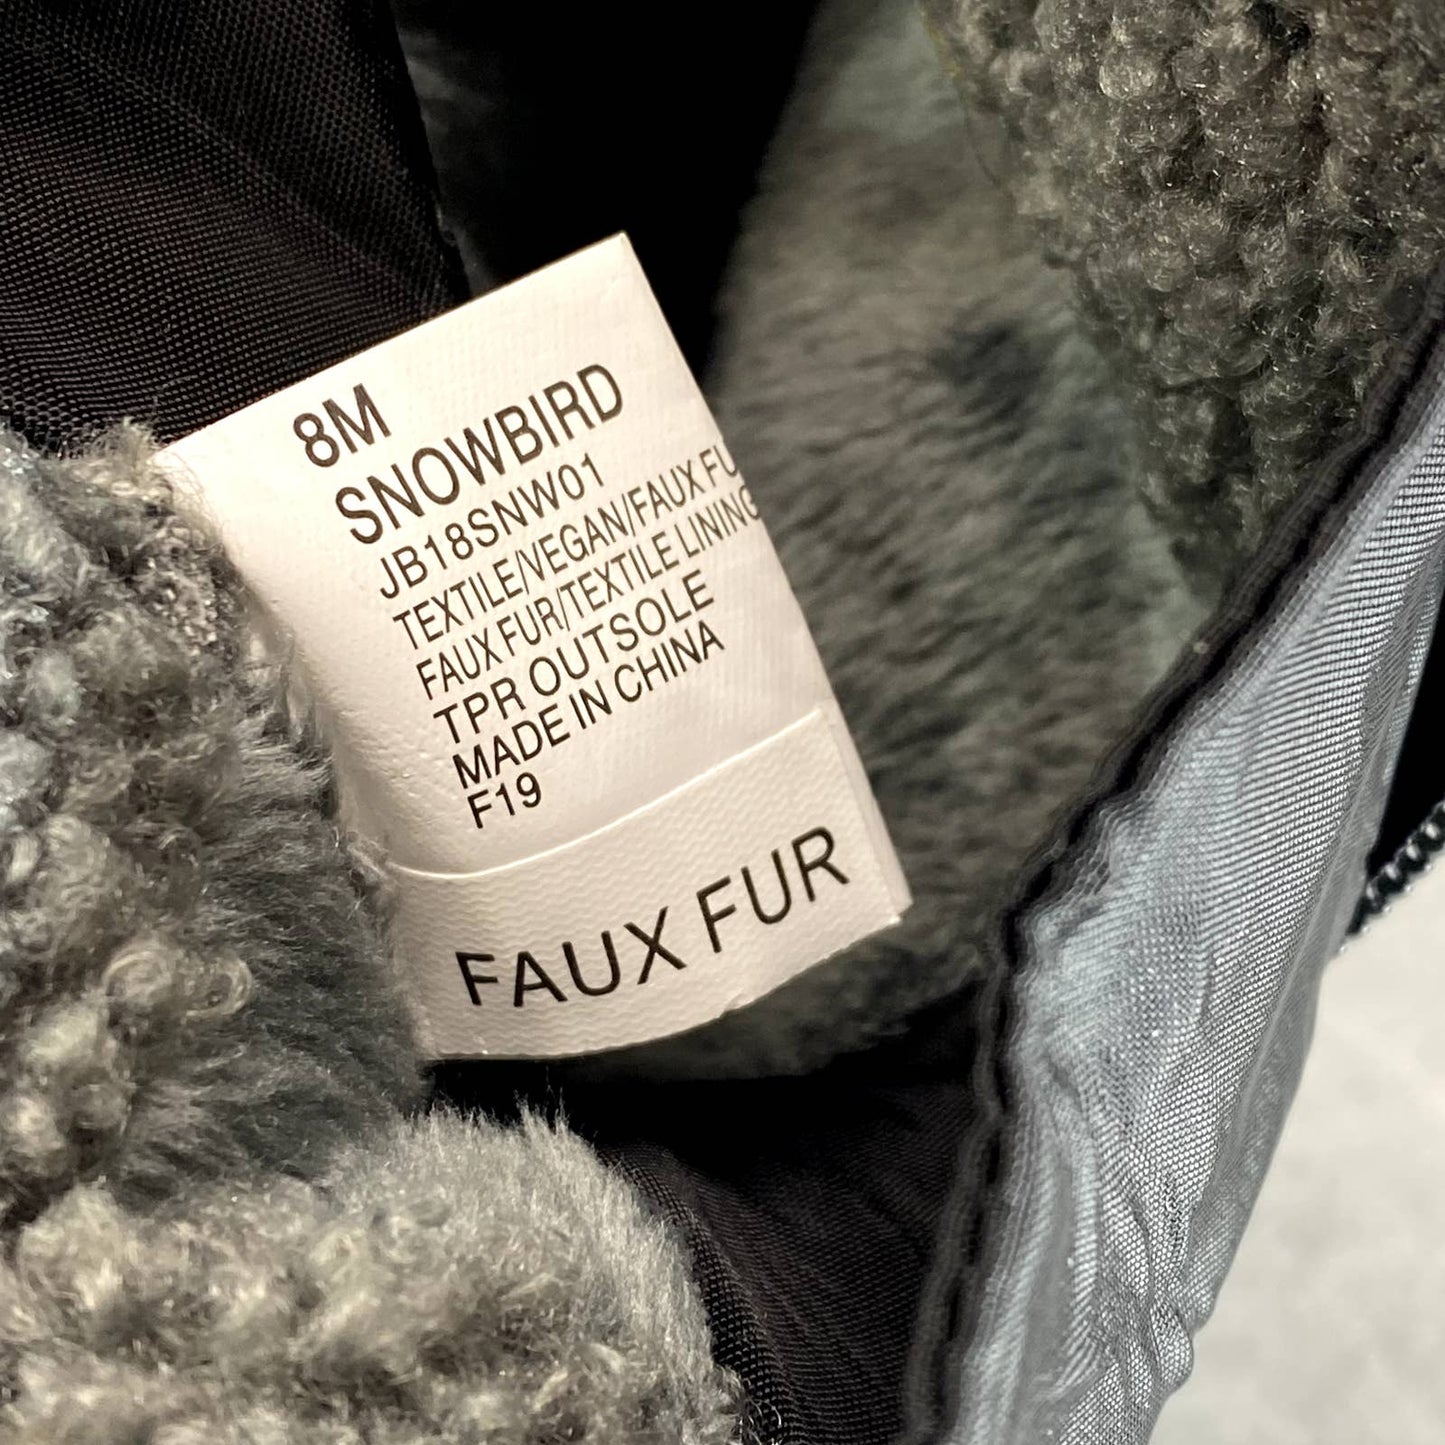 8M
SNOWBIRD
JB18SNW01
TEXTILE/VEGAN/FAUX FU
FAUX FUR/TEXTILE LINING
TPR OUTSOLE
MADE IN CHINA
F19
FAUX FUR